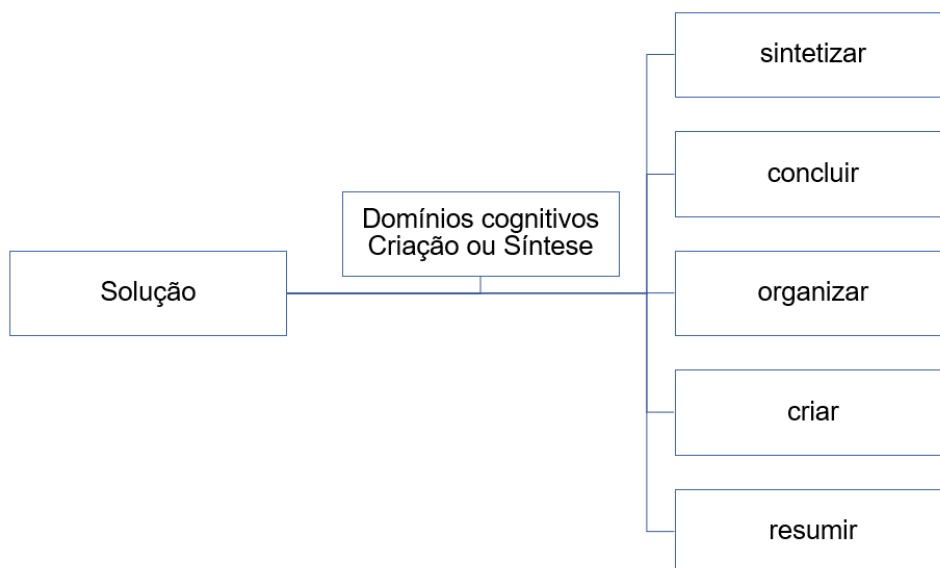 Solução
Domínios cognitivos
Criação ou Síntese
sintetizar
concluir
organizar
criar
resumir